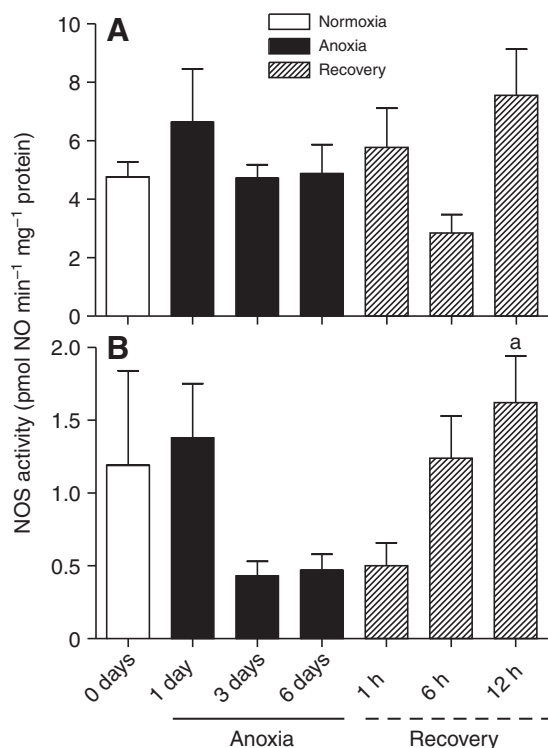 A
Normoxia
Anoxia
Recovery
10
8
6
4
2
0
NOS activity (pmol NO min⁻¹ mg⁻¹ protein)
B
a
2.0
1.5
1.0
0.5
0
0 days
1 day
3 days
6 days
1 h
6 h
12 h
Anoxia
Recovery